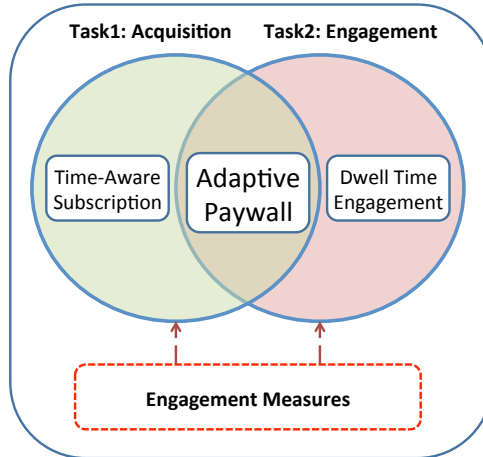 Task1: Acquisition
Task2: Engagement
Time-Aware
Subscription
Adaptive
Paywall
Dwell Time
Engagement
Engagement Measures